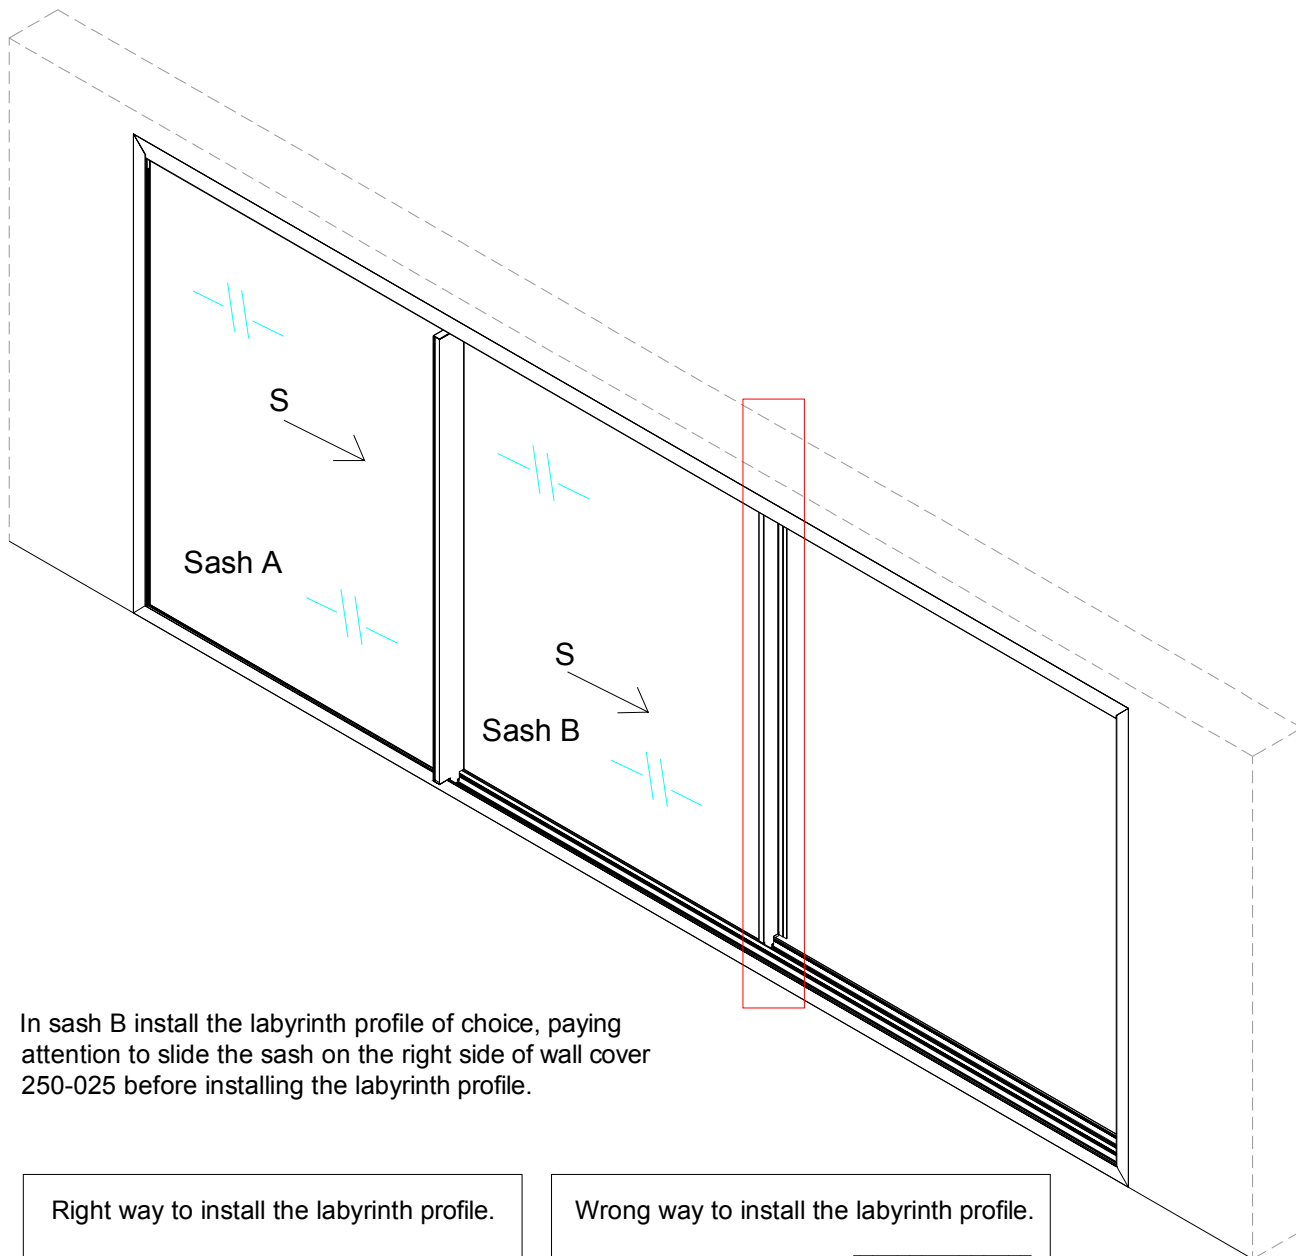 S
Sash A
S
Sash B
In sash B install the labyrinth profile of choice, paying
attention to slide the sash on the right side of wall cover
250-025 before installing the labyrinth profile.
Right way to install the labyrinth profile.
Wrong way to install the labyrinth profile.